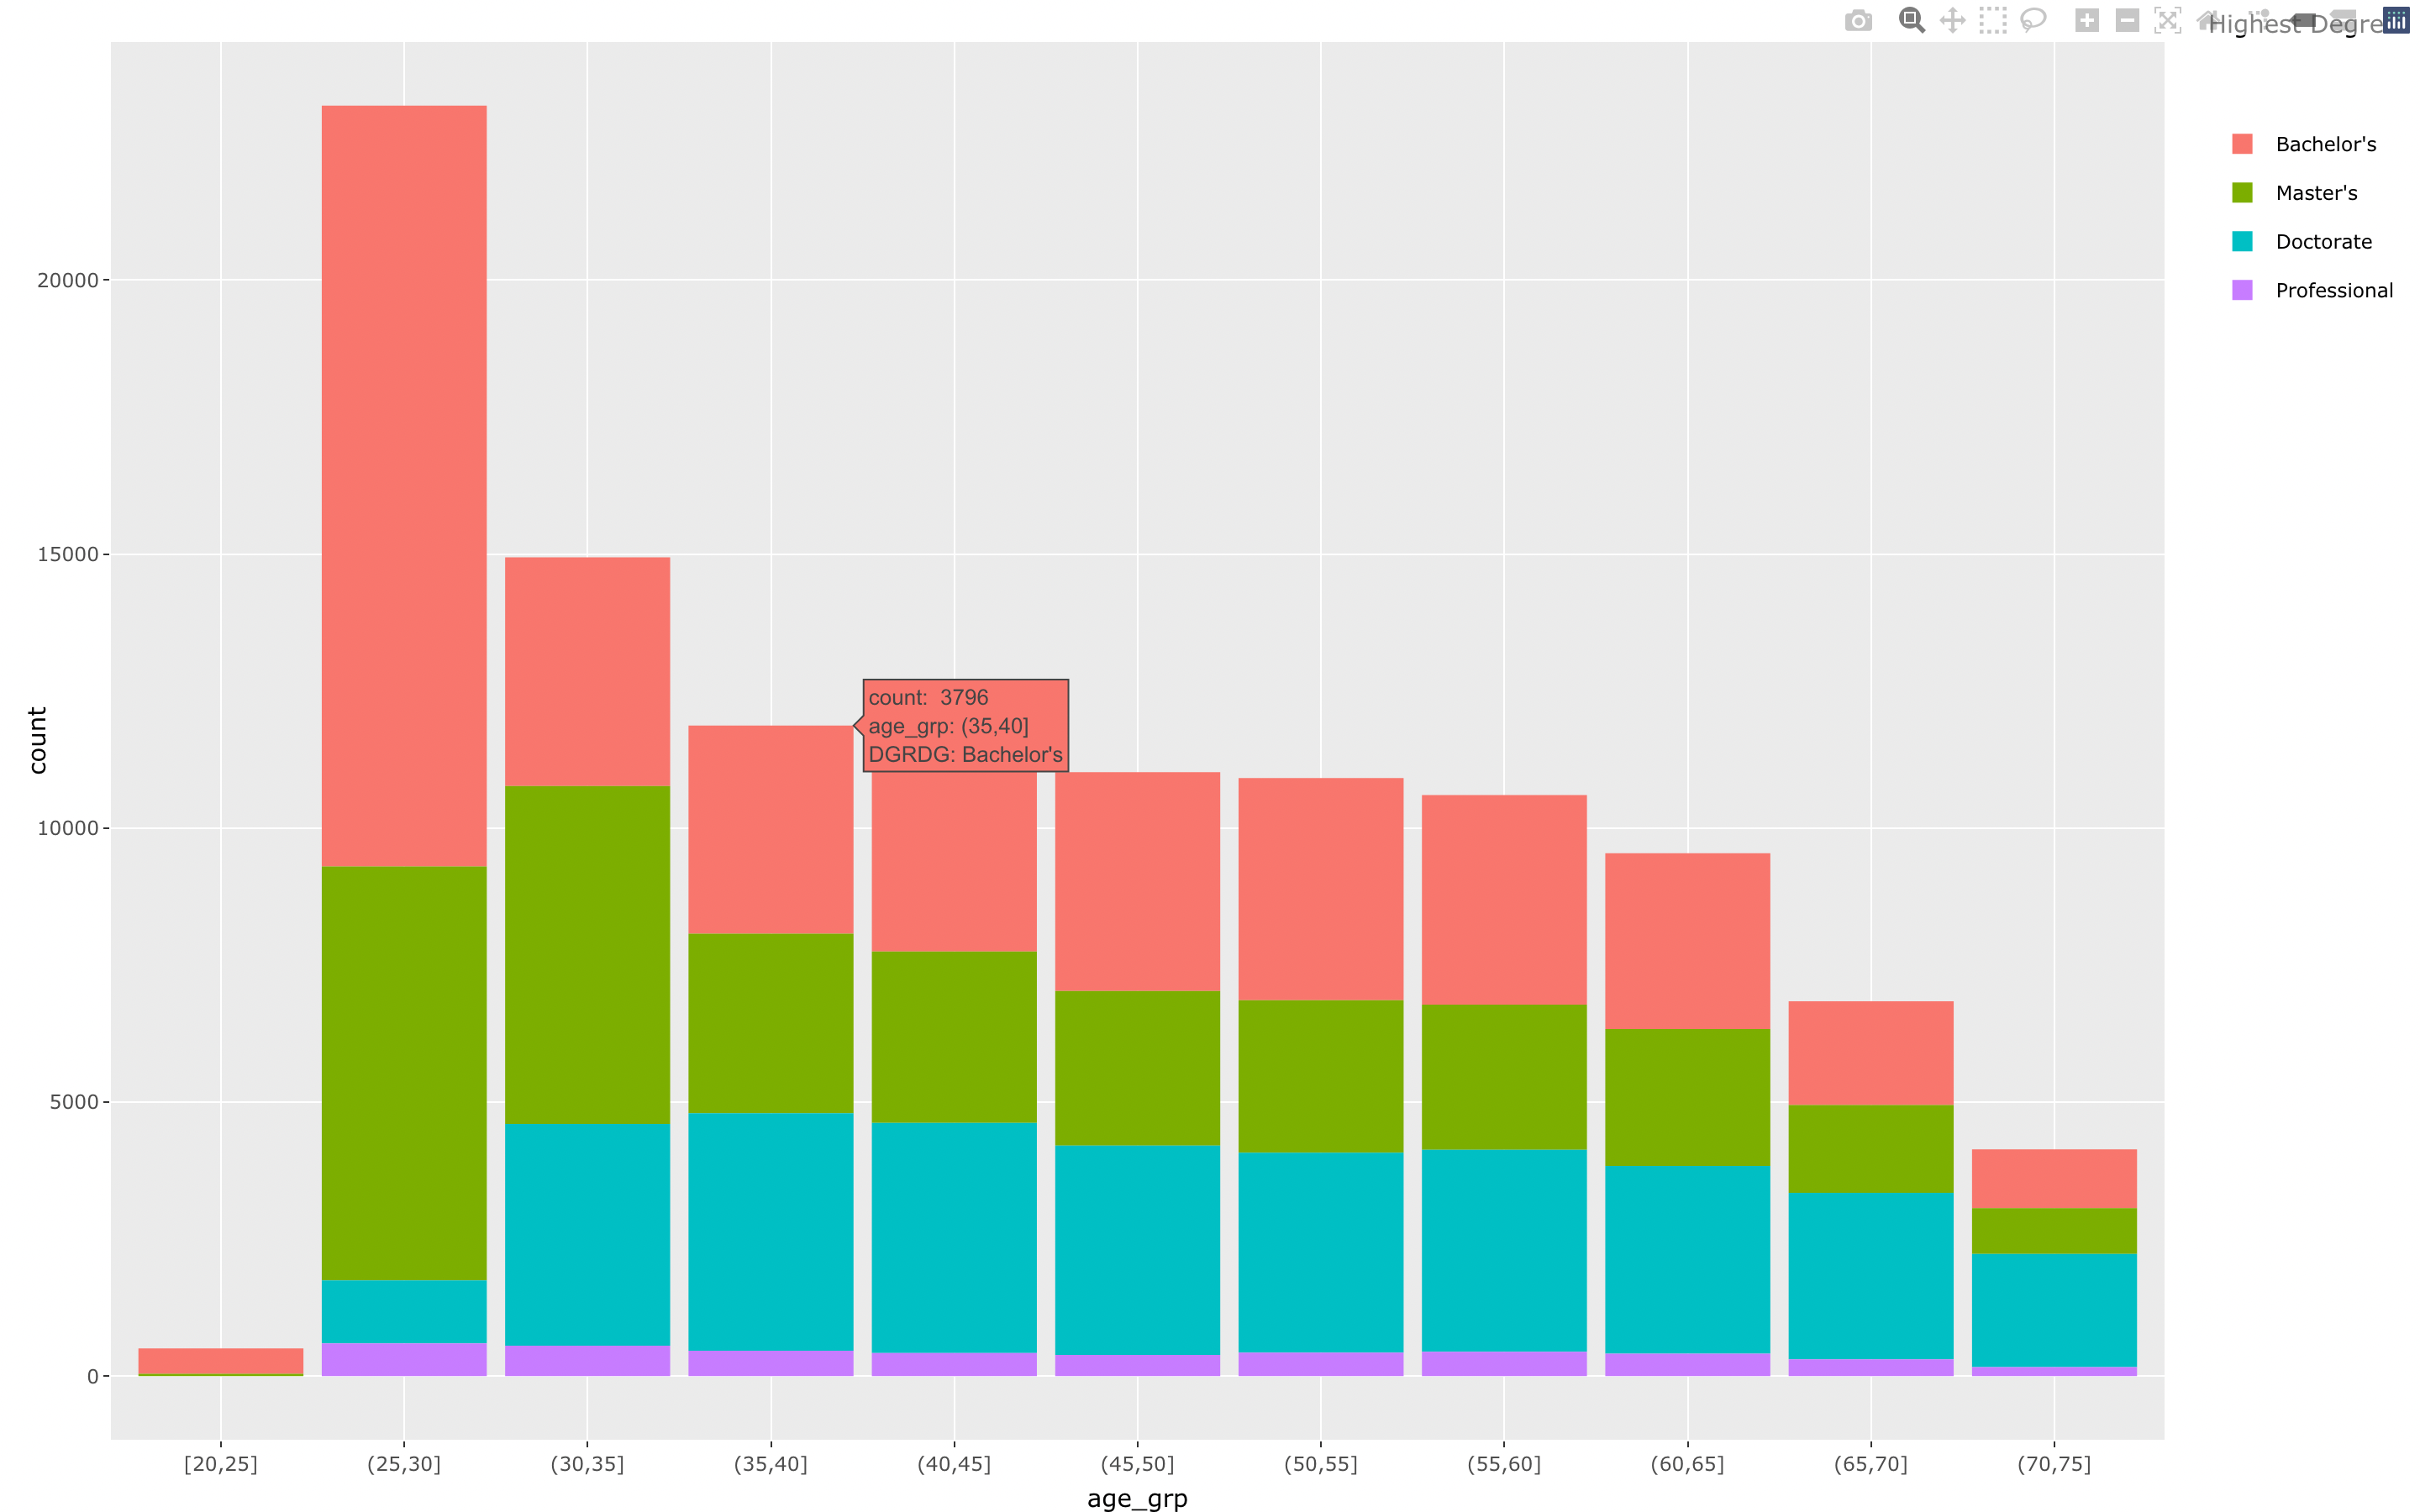 Highest Degre
Bachelor's
Master's
Doctorate
Professional
20000
15000
10000
5000
0
count
count: 3796
age_grp: (35,40]
DGRDG: Bachelor's
[20,25]
(25,30]
(30,35]
(35,40]
(40,45]
(45,50]
(50,55]
(55,60]
(60,65]
(65,70]
(70,75]
age_grp